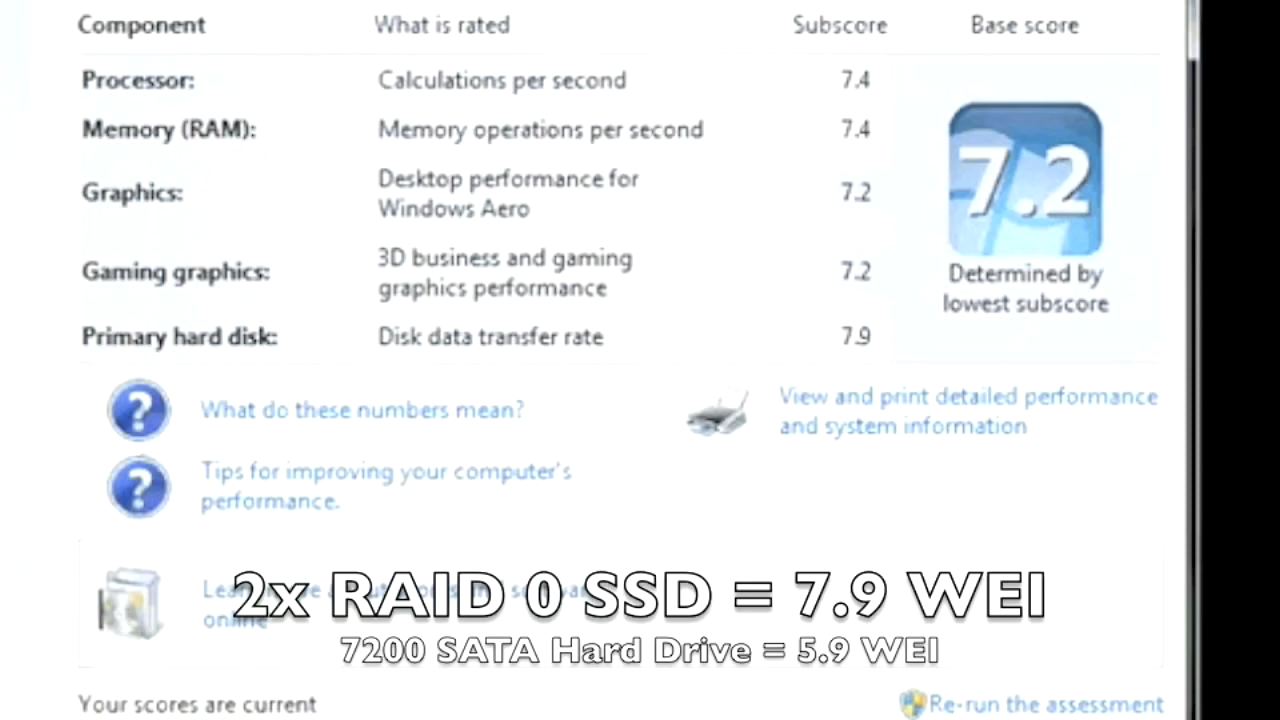 Component What is rated Subscore Base score
Processor: Calculations per second 7.4
Memory (RAM): Memory operations per second 7.4
7.2
Graphics: Desktop performance for
Windows Aero 7.2
Gaming graphics: 3D business and gaming
graphics performance 7.2
Determined by
lowest subscore
Primary hard disk: Disk data transfer rate 7.9
What do these numbers mean?
View and print detailed performance
and system information
Tips for improving your computer's
performance.
online
2x RAID 0 SSD = 7.9 WEI
7200 SATA Hard Drive = 5.9 WEI
Your scores are current
Re-run the assessment